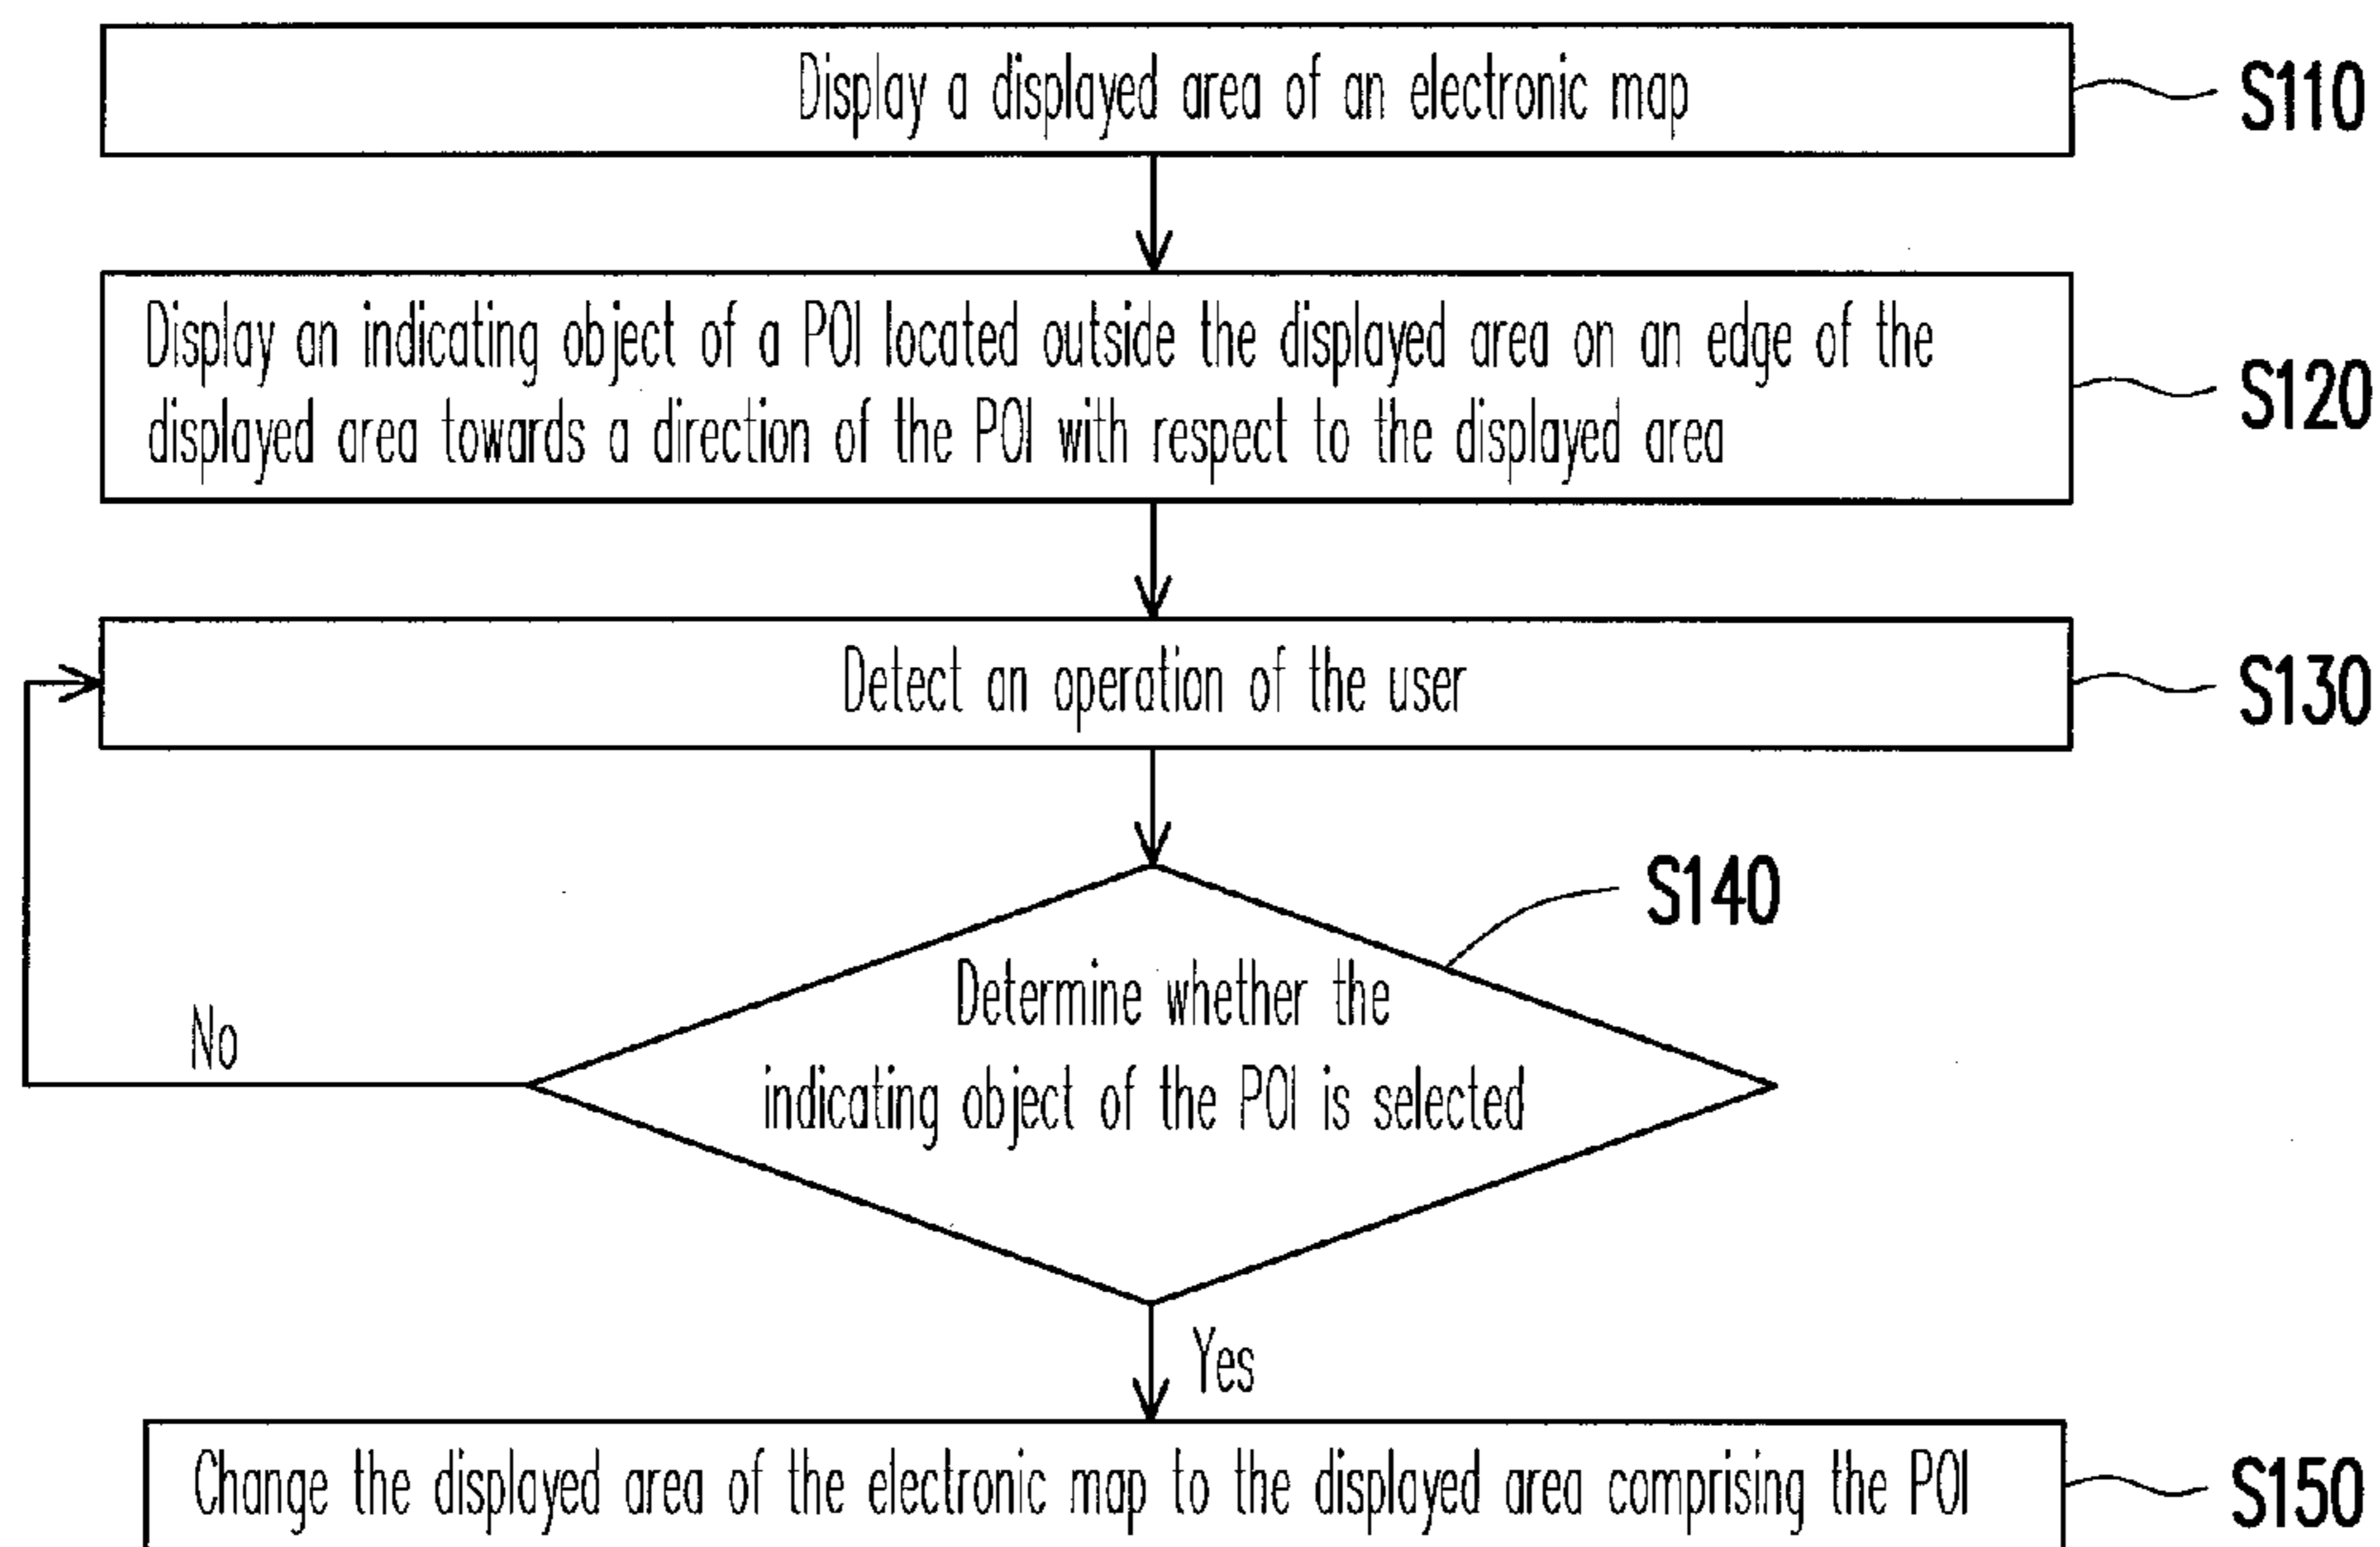 Display a displayed area of an electronic map
S110
Display an indicating object of a POI located outside the displayed area on an edge of the
displayed area towards a direction of the POI with respect to the displayed area
S120
Detect an operation of the user
S130
S140
Determine whether the
indicating object of the POI is selected
No
Yes
Change the displayed area of the electronic map to the displayed area comprising the POI
S150